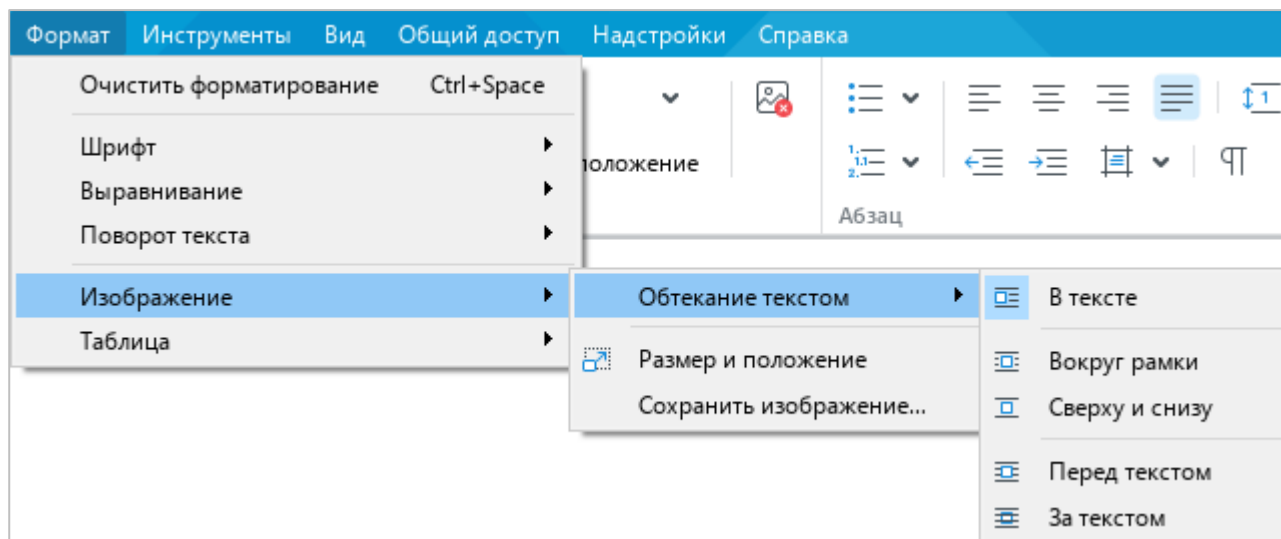 Формат Инструменты Вид Общий доступ Надстройки Справка
Очистить форматирование Ctrl+Space
Шрифт
Выравнивание
Поворот текста
Изображение
Таблица
Абзац
Обтекание текстом
Размер и положение
Сохранить изображение...
В тексте
Вокруг рамки
Сверху и снизу
Перед текстом
За текстом